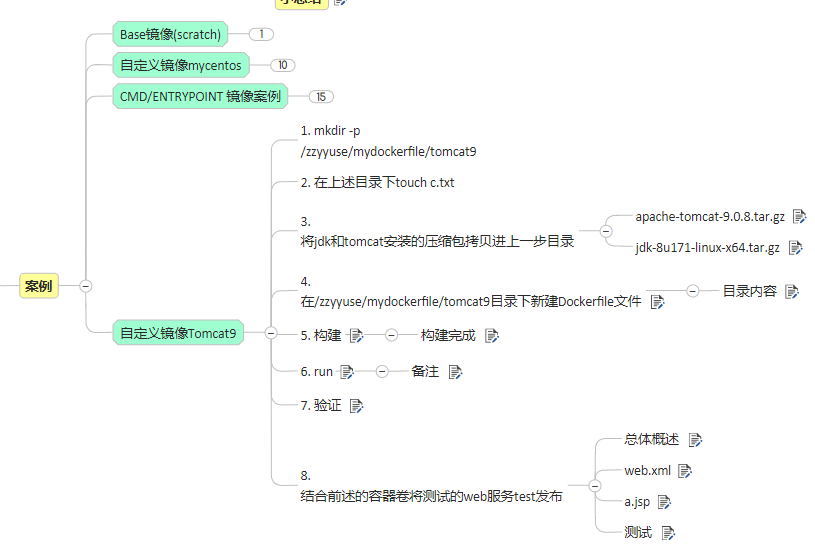 小总结
Base镜像(scratch)
1
自定义镜像mycentos
10
CMD/ENTRYPOINT 镜像案例
15
案例
自定义镜像Tomcat9
1. mkdir -p
/zzyyuse/mydockerfile/tomcat9
2. 在上述目录下touch c.txt
3.
将jdk和tomcat安装的压缩包拷贝进上一步目录
apache-tomcat-9.0.8.tar.gz
jdk-8u171-linux-x64.tar.gz
4.
在/zzyyuse/mydockerfile/tomcat9目录下新建Dockerfile文件
目录内容
5. 构建
构建完成
6. run
备注
7. 验证
8.
结合前述的容器卷将测试的web服务test发布
总体概述
web.xml
a.jsp
测试